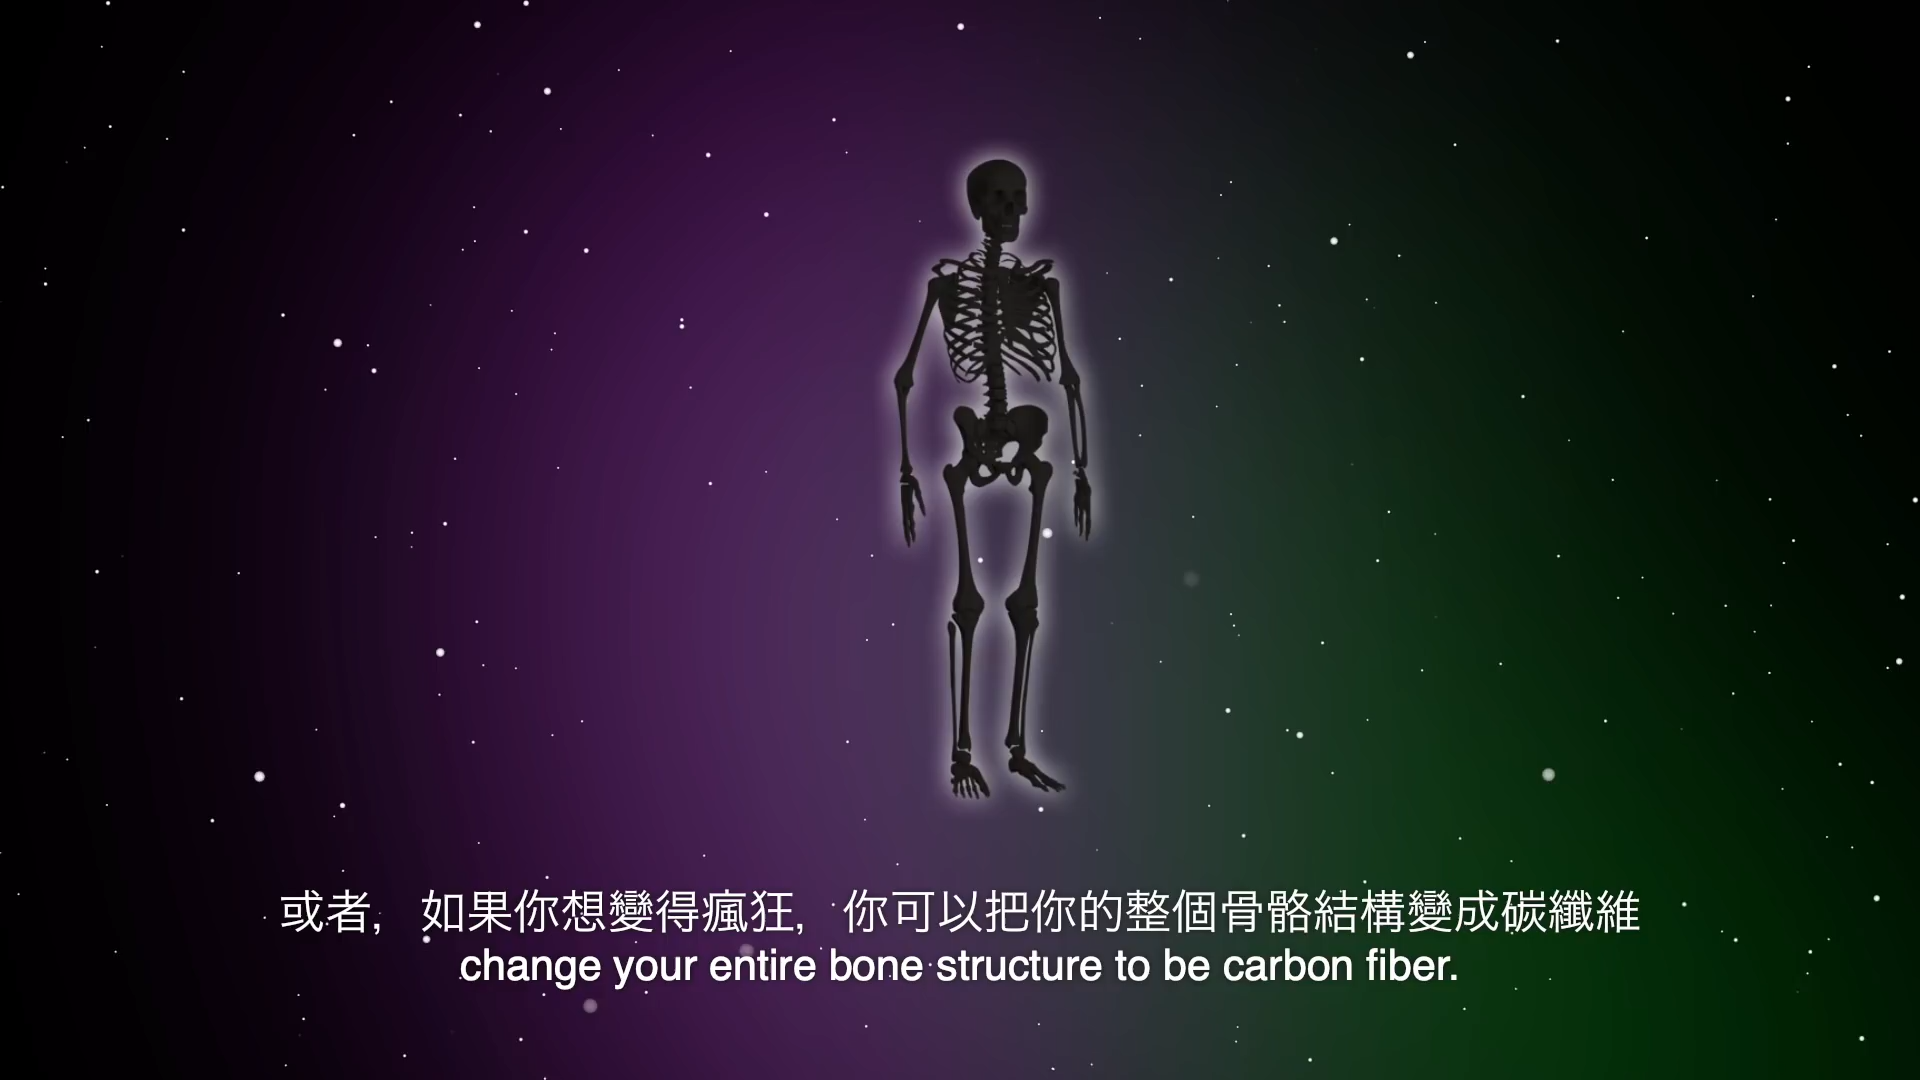 或者, 如果你想變得瘋狂, 你可以把你的整個骨骼結構變成碳纖維
change your entire bone structure to be carbon fiber.